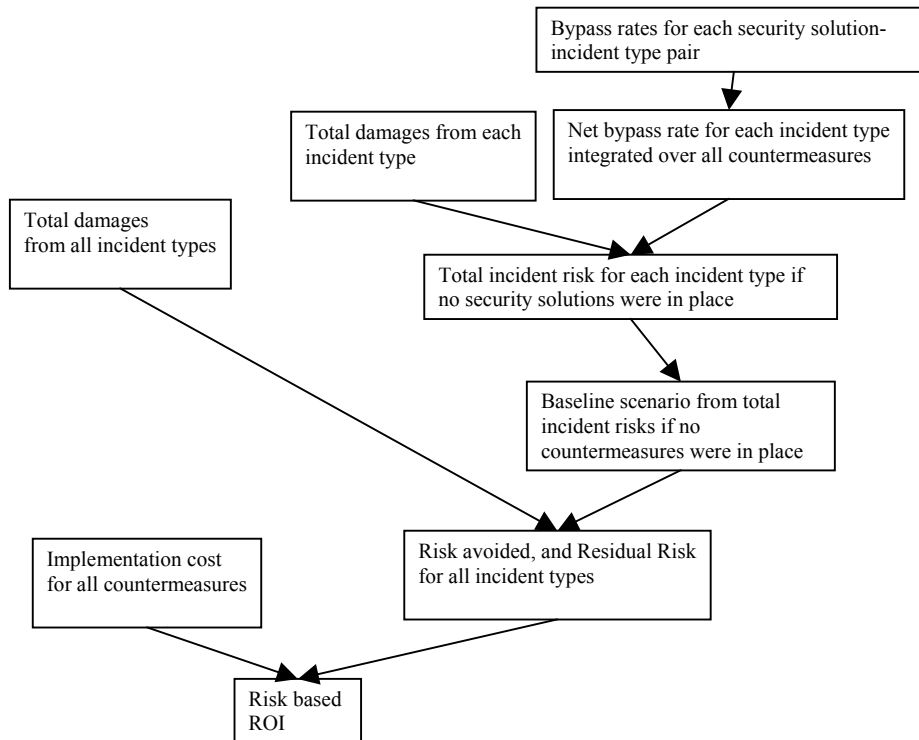 Bypass rates for each security solution-
incident type pair
Total damages from each
incident type
Net bypass rate for each incident type
integrated over all countermeasures
Total damages
from all incident types
Total incident risk for each incident type if
no security solutions were in place
Baseline scenario from total
incident risks if no
countermeasures were in place
Implementation cost
for all countermeasures
Risk avoided, and Residual Risk
for all incident types
Risk based
ROI